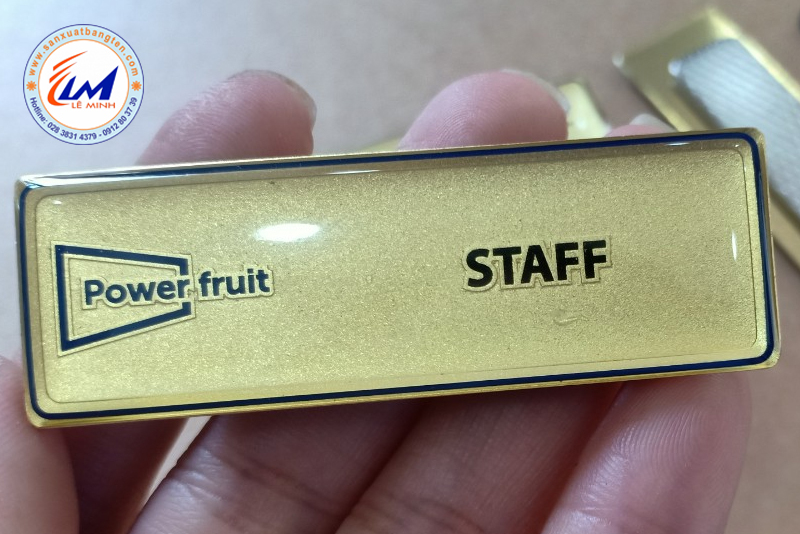 www.sanxuatbangten.com
LM
LÊ MINH
Hotline: 028 3831 4379 - 0912 80 37 39
Power fruit
STAFF